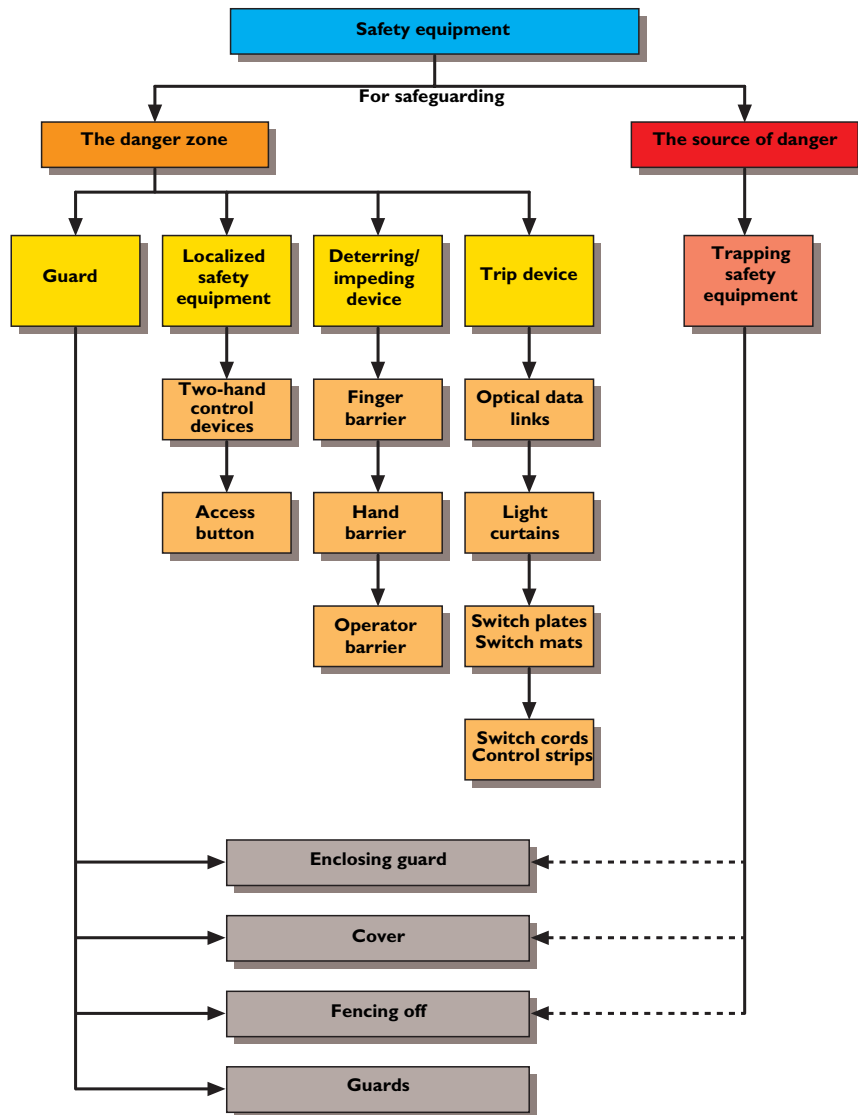 Safety equipment
For safeguarding
The danger zone
The source of danger
Guard
Localized
safety
equipment
Deterring/
impeding
device
Trip device
Trapping
safety
equipment
Two-hand
control
devices
Finger
barrier
Optical data
links
Access
button
Hand
barrier
Light
curtains
Operator
barrier
Switch plates
Switch mats
Switch cords
Control strips
Enclosing guard
Cover
Fencing off
Guards